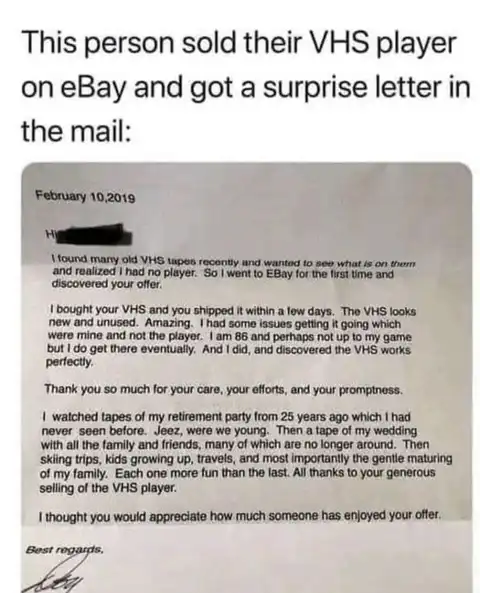 This person sold their VHS player
on eBay and got a surprise letter in
the mail:
February 10,2019
Hi
I found many old VHS tapes recently and wanted to see what is on them
and realized I had no player. So I went to EBay for the first time and
discovered your offer.
I bought your VHS and you shipped it within a few days. The VHS looks
new and unused. Amazing. I had some issues getting it going which
were mine and not the player. I am 86 and perhaps not up to my game
but I do get there eventually. And I did, and discovered the VHS works
perfectly.
Thank you so much for your care, your efforts, and your promptness.
I watched tapes of my retirement party from 25 years ago which I had
never seen before. Jeez, were we young. Then a tape of my wedding
with all the family and friends, many of which are no longer around. Then
skiing trips, kids growing up, travels, and most importantly the gentle maturing
of my family. Each one more fun than the last. All thanks to your generous
selling of the VHS player.
I thought you would appreciate how much someone has enjoyed your offer.
Best regards,